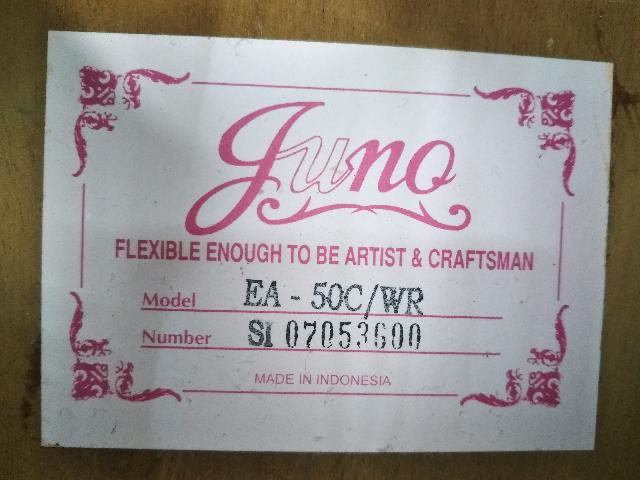 Juno
FLEXIBLE ENOUGH TO BE ARTIST & CRAFTSMAN
Model EA - 50C/WR
Number SI 07053600
MADE IN INDONESIA